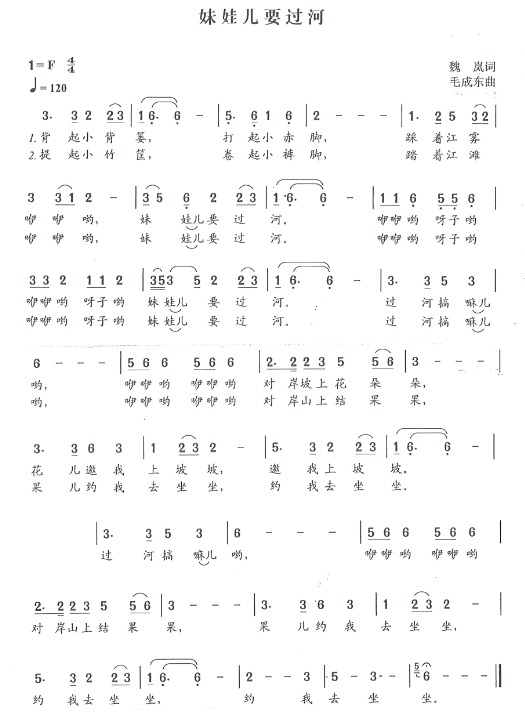 妹娃儿要过河
1=F 4/4
♩=120
魏 岚词
毛成东曲
3· 3 2 2 3 | 1 6· 6 - | 5· 6 1 6 | 2 - - - | 1· 2 2 3 |
1.背 起小 背 篓, 打 起小 赤 脚, 踩 着江 雾
2.提 起小 竹 筐, 卷 起小 裤 脚, 踏 着江 滩
3 3 1 2 - | 3 5 6 2 2 3 | 1 6· 6 - | 1 1 6 5 5 6 |
咿 咿 哟, 妹 娃儿要 过 河。 咿咿哟 呀子哟
咿 咿 哟, 妹 娃儿要 过 河。 咿咿哟 呀子哟
3 3 2 1 1 2 | 3 5 3 5 2 2 3 | 1 6· 6 - | 3· 3 5 3 |
咿咿哟 呀子哟 妹 娃儿 要 过 河。 过 河搞 嘛儿
咿咿哟 呀子哟 妹 娃儿 要 过 河。 过 河搞 嘛儿
6 - - - | 5 6 6 5 6 6 | 2· 2 2 3 5 5 6 | 3 - - - |
哟, 咿咿哟 咿咿哟 对 岸坡上花 朵 朵,
哟, 咿咿哟 咿咿哟 对 岸山上结 果 果,
3· 3 6 3 | 1 2 2 3 2 - | 5· 3 2 2 3 | 1 6· 6 - |
花 儿邀 我 上 坡 坡, 邀 我上 坡 坡。
果 儿约 我 去 坐 坐, 约 我去 坐 坐。
3· 3 5 3 | 6 - - - | 5 6 6 5 6 6 |
过 河搞 嘛儿 哟, 咿咿哟 咿咿哟
2· 2 2 3 5 5 6 | 3 - - - | 3· 3 6 3 | 1 2 2 3 2 - |
对 岸山上结 果 果, 果 儿约 我 去 坐 坐,
5· 3 2 2 3 | 1 6· 6 - | 5· 3 2 2 - | 5 6 - - - ‖
约 我去 坐 坐, 约 我去 坐 坐。